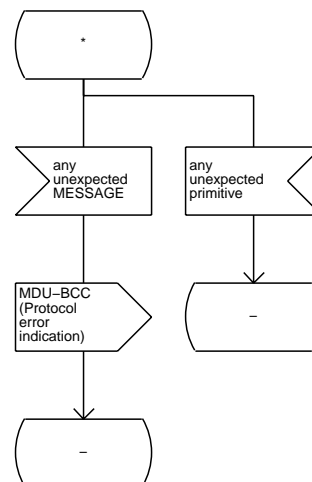 *
any
unexpected
MESSAGE
any
unexpected
primitive
MDU–BCC
(Protocol
error
indication)
–
–